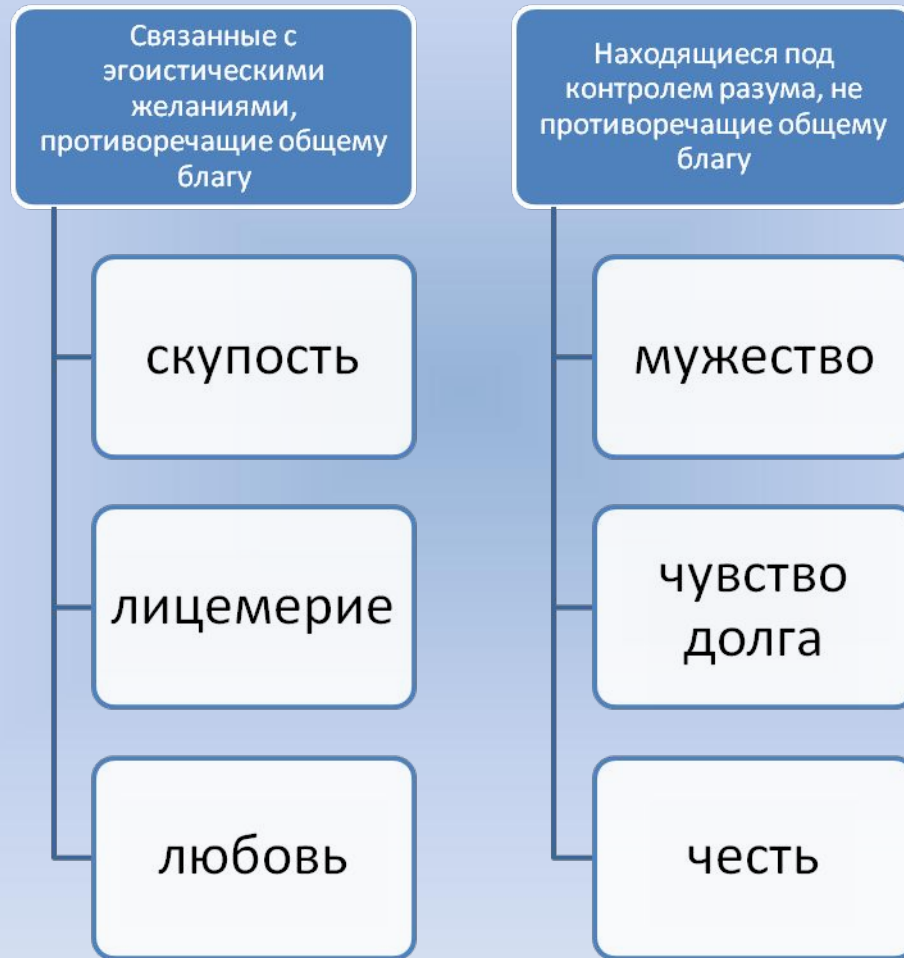 Связанные с
эгоистическими
желаниями,
противоречащие общему
благу
скупость
лицемерие
любовь
Находящиеся под
контролем разума, не
противоречащие общему
благу
мужество
чувство
долга
честь